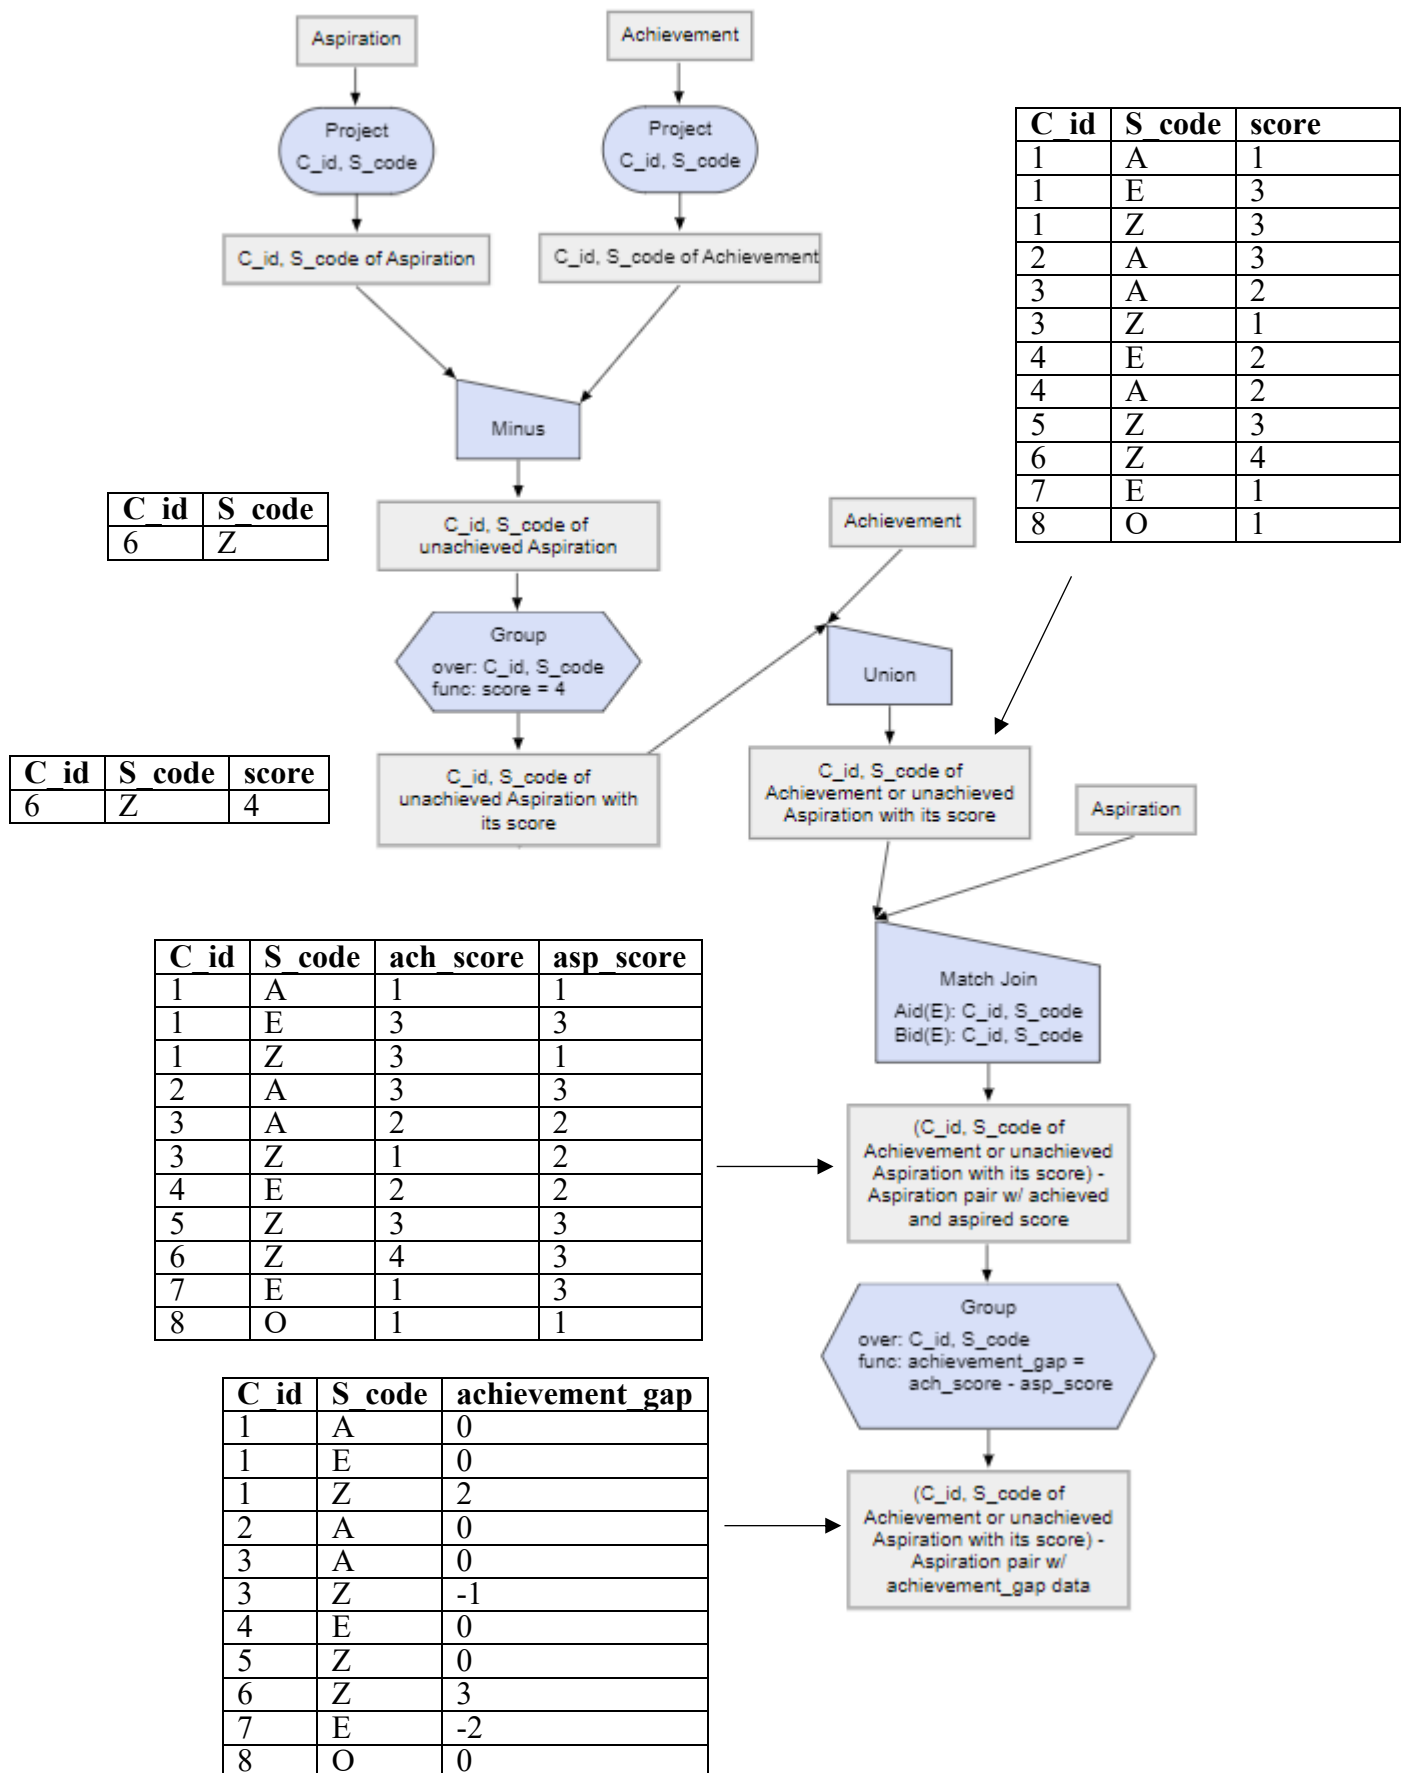 Aspiration
Achievement
Project
C_id, S_code
Project
C_id, S_code
C_id, S_code of Aspiration
C_id, S_code of Achievement
Minus
C_id S_code score
1 A 1
1 E 3
1 Z 3
2 A 3
3 A 2
3 Z 1
4 E 2
4 A 2
5 Z 3
6 Z 4
7 E 1
8 O 1
C_id S_code
6 Z
C_id, S_code of
unachieved Aspiration
Achievement
Group
over: C_id, S_code
func: score = 4
Union
C_id S_code score
6 Z 4
C_id, S_code of
unachieved Aspiration with
its score
C_id, S_code of
Achievement or unachieved
Aspiration with its score
Aspiration
Match Join
Aid(E): C_id, S_code
Bid(E): C_id, S_code
C_id S_code ach_score asp_score
1 A 1 1
1 E 3 3
1 Z 3 1
2 A 3 3
3 A 2 2
3 Z 1 2
4 E 2 2
5 Z 3 3
6 Z 4 3
7 E 1 3
8 O 1 1
(C_id, S_code of
Achievement or unachieved
Aspiration with its score) -
Aspiration pair w/ achieved
and aspired score
Group
over: C_id, S_code
func: achievement_gap =
ach_score - asp_score
C_id S_code achievement_gap
1 A 0
1 E 0
1 Z 2
2 A 0
3 A 0
3 Z -1
4 E 0
5 Z 0
6 Z 3
7 E -2
8 O 0
(C_id, S_code of
Achievement or unachieved
Aspiration with its score) -
Aspiration pair w/
achievement_gap data